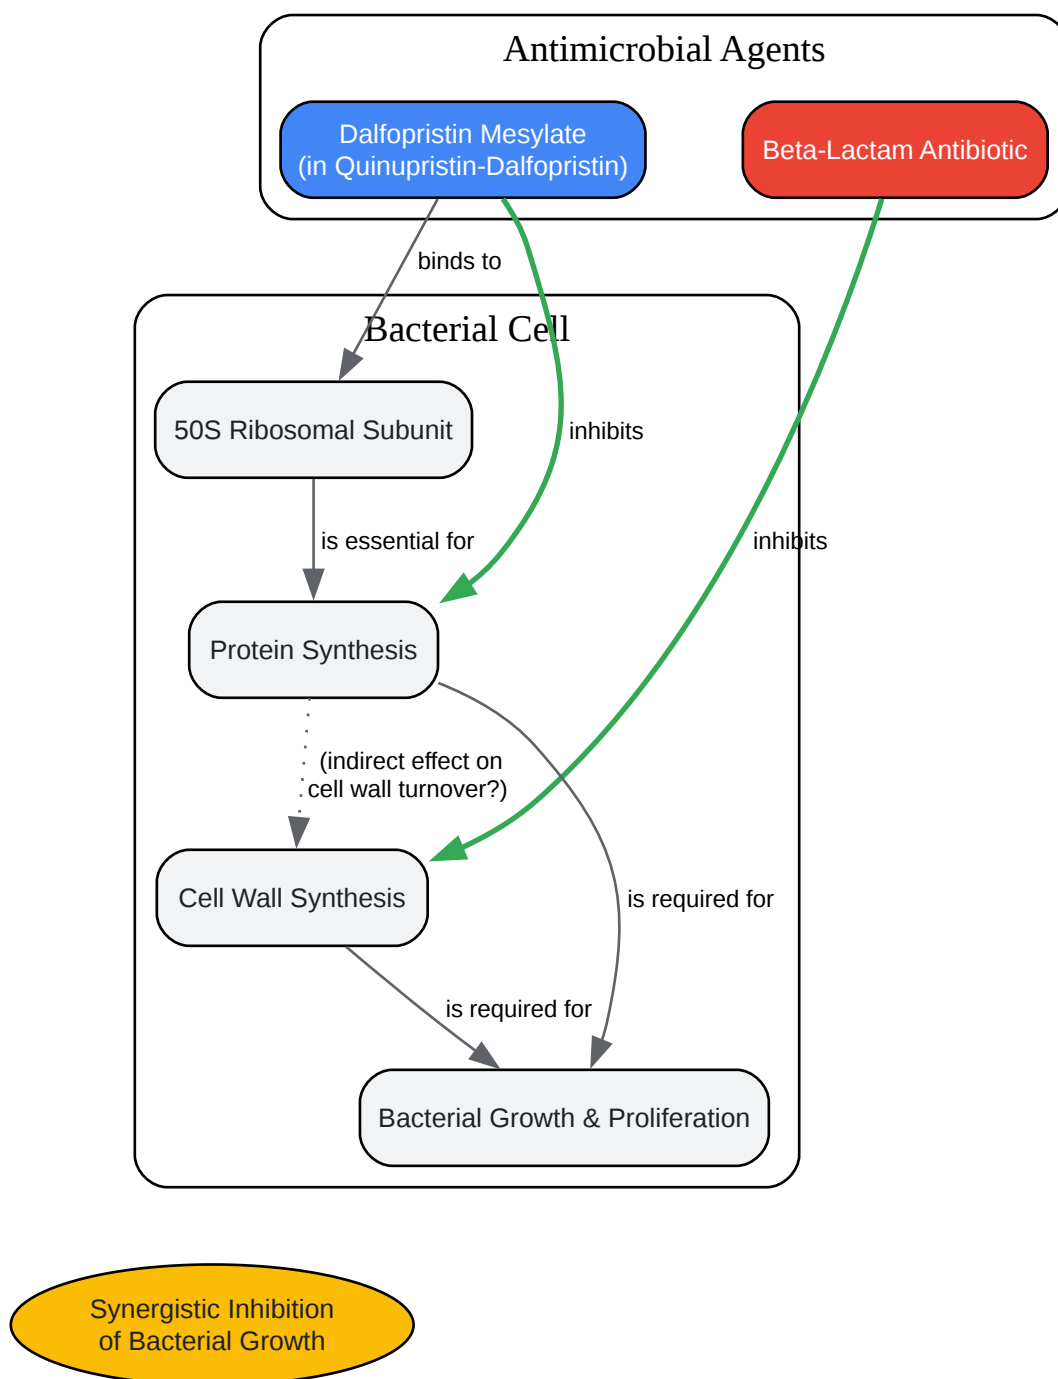 Antimicrobial Agents
Dalfopristin Mesylate
(in Quinupristin-Dalfopristin)
Beta-Lactam Antibiotic
binds to
Bacterial Cell
50S Ribosomal Subunit
inhibits
is essential for
inhibits
Protein Synthesis
(indirect effect on
cell wall turnover?)
Cell Wall Synthesis
is required for
is required for
Bacterial Growth & Proliferation
Synergistic Inhibition
of Bacterial Growth